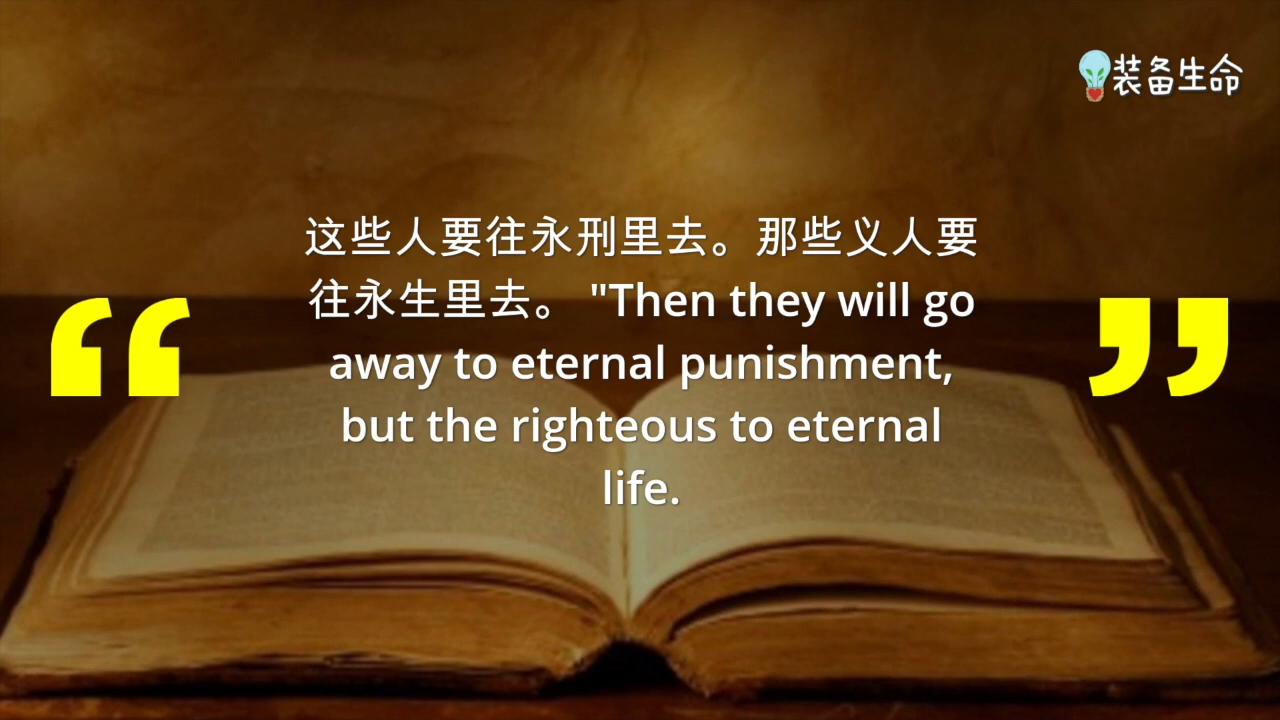 装备生命
这些人要往永刑里去。那些义人要
往永生里去。 "Then they will go
away to eternal punishment,
but the righteous to eternal
life.